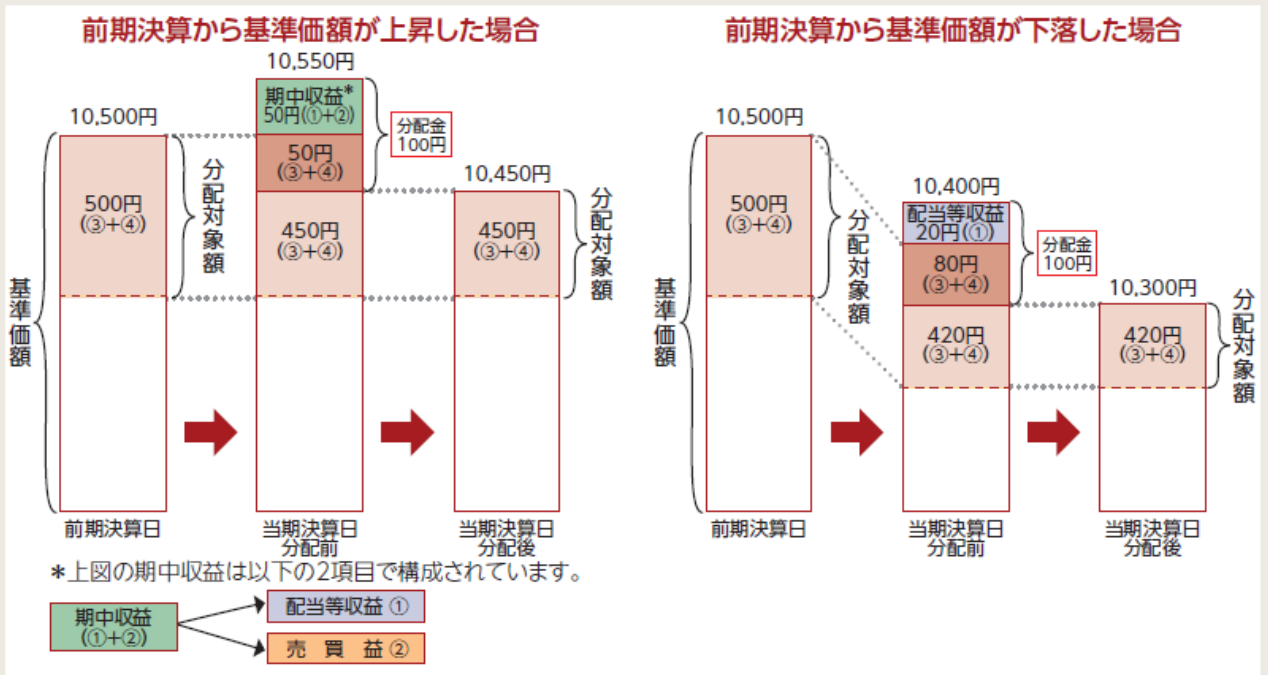 前期決算から基準価額が上昇した場合
10,500円
500円
(③+④)
分配対象額
基準価額
前期決算日
10,550円
期中収益*
50円(①+②)
50円
(③+④)
分配金
100円
450円
(③+④)
当期決算日
分配前
10,450円
450円
(③+④)
分配対象額
当期決算日
分配後
*上図の期中収益は以下の2項目で構成されています。
期中収益
(①+②)
配当等収益 ①
売 買 益 ②
前期決算から基準価額が下落した場合
10,500円
500円
(③+④)
分配対象額
基準価額
前期決算日
10,400円
配当等収益
20円(①)
80円
(③+④)
分配金
100円
420円
(③+④)
当期決算日
分配前
10,300円
420円
(③+④)
分配対象額
当期決算日
分配後